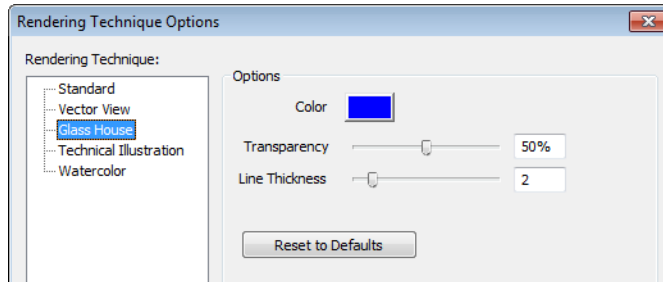 Rendering Technique Options
Rendering Technique:
Standard
Vector View
Glass House
Technical Illustration
Watercolor
Options
Color
Transparency 50%
Line Thickness 2
Reset to Defaults